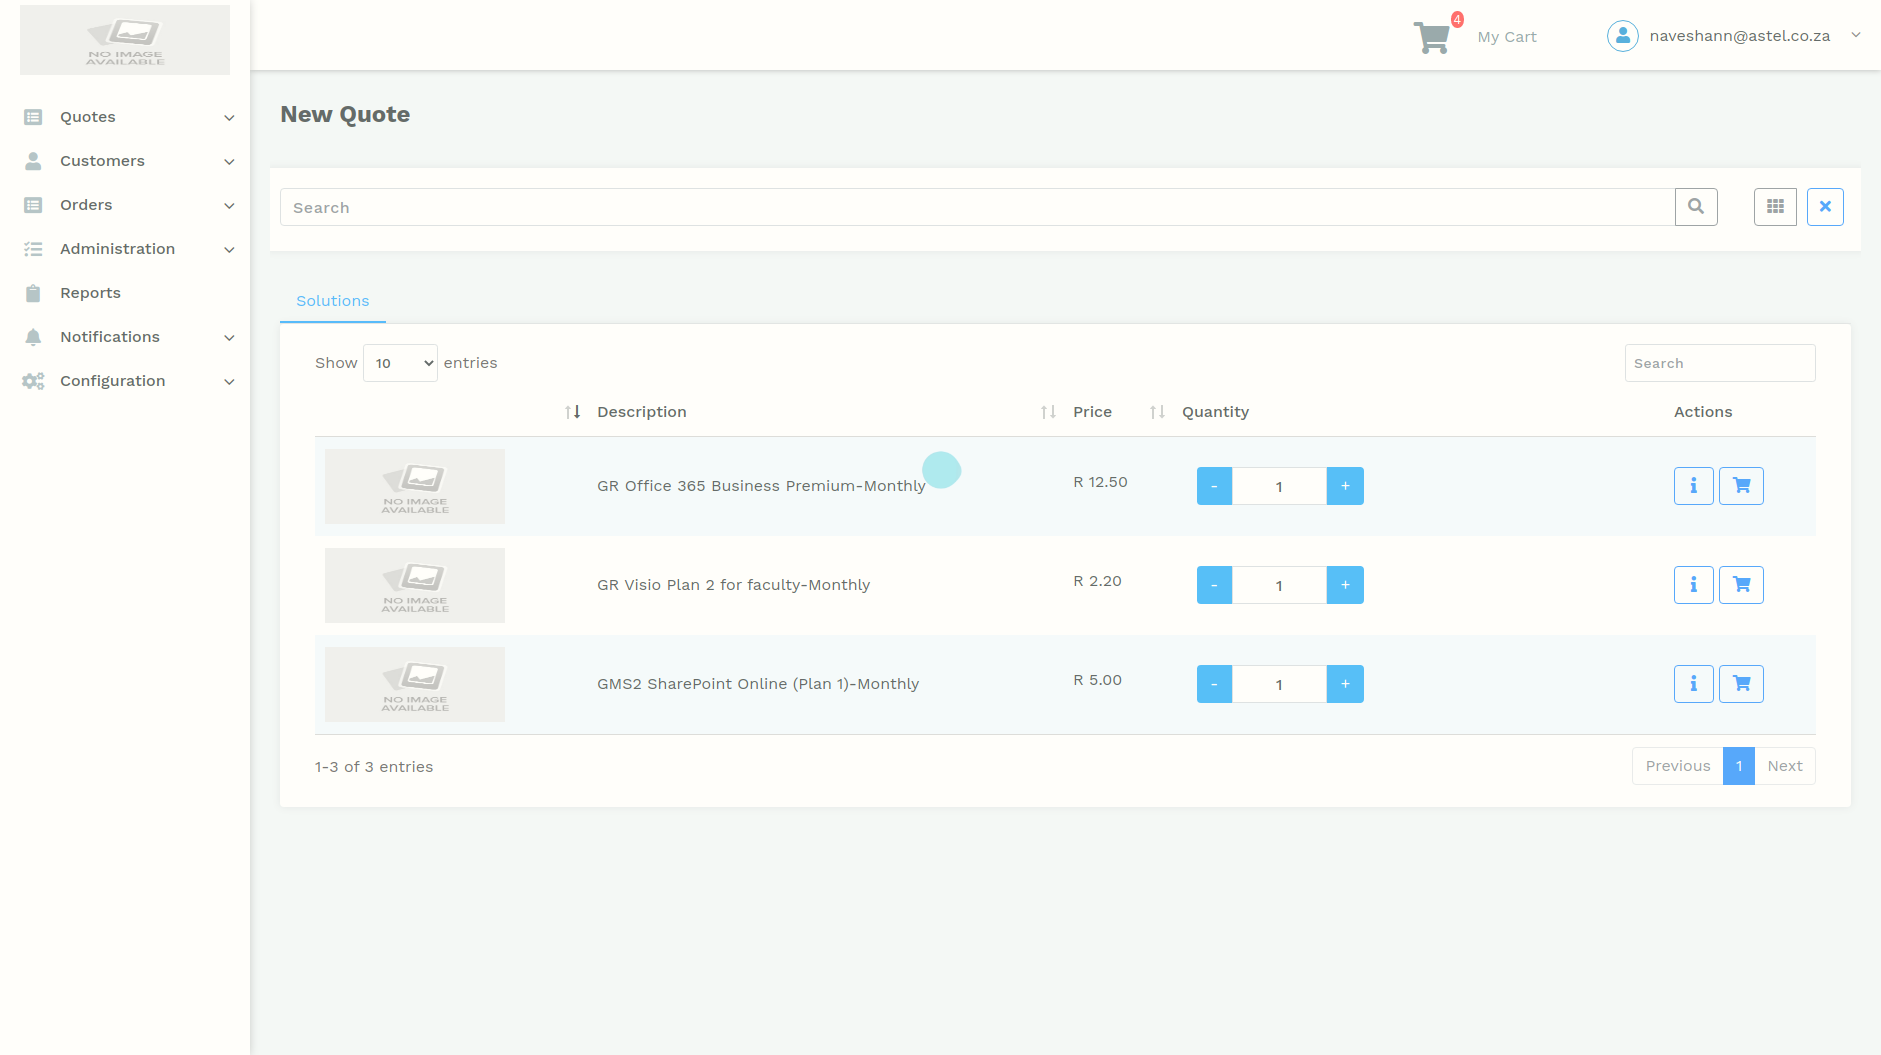 NO IMAGE
AVAILABLE
4
My Cart
naveshann@astel.co.za
Quotes
Customers
Orders
Administration
Reports
Notifications
Configuration
New Quote
Search
Solutions
Show 10 entries
Search
Description Price Quantity Actions
NO IMAGE
AVAILABLE
GR Office 365 Business Premium-Monthly R 12.50 - 1 +
NO IMAGE
AVAILABLE
GR Visio Plan 2 for faculty-Monthly R 2.20 - 1 +
NO IMAGE
AVAILABLE
GMS2 SharePoint Online (Plan 1)-Monthly R 5.00 - 1 +
1-3 of 3 entries
Previous 1 Next